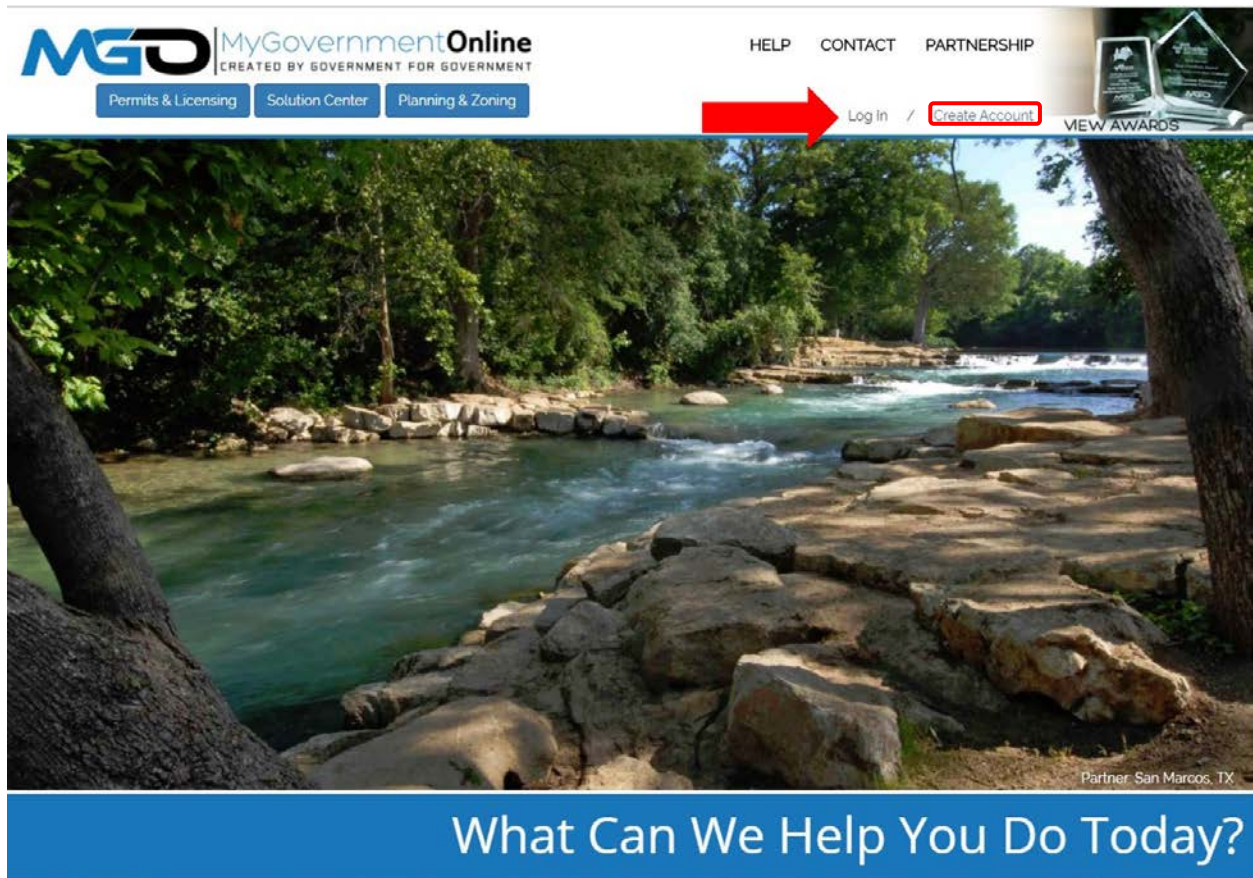 MGO MyGovernmentOnline
CREATED BY GOVERNMENT FOR GOVERNMENT
HELP CONTACT PARTNERSHIP
Permits & Licensing Solution Center Planning & Zoning
Log In / Create Account
VIEW AWARDS
Partner: San Marcos, TX
What Can We Help You Do Today?